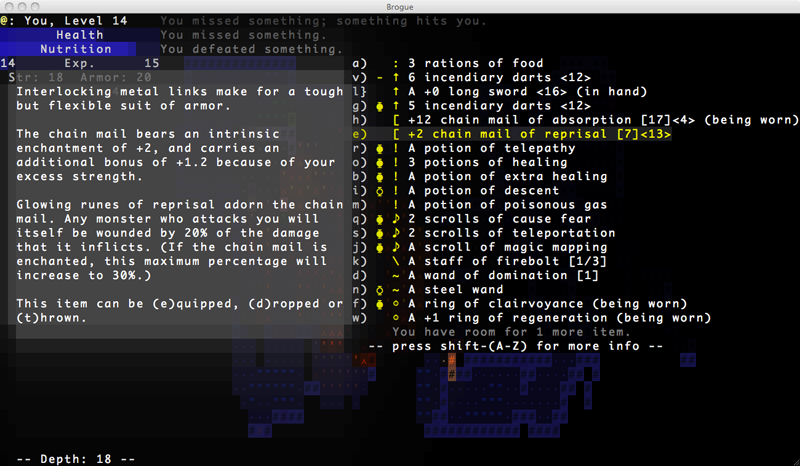 Brogue
@: You, Level 14
You missed something; something hits you.
Health
You missed something.
Nutrition
You defeated something.
14 Exp. 15
Str: 18 Armor: 20
Interlocking metal links make for a tough
but flexible suit of armor.
The chain mail bears an intrinsic
enchantment of +2, and carries an
additional bonus of +1.2 because of your
excess strength.
Glowing runes of reprisal adorn the chain
mail. Any monster who attacks you will
itself be wounded by 20% of the damage
that it inflicts. (If the chain mail is
enchanted, this maximum percentage will
increase to 30%.)
This item can be (e)quipped, (d)ropped or
(t)hrown.
a) : 3 rations of food
v) - ↑ 6 incendiary darts <12>
l} ↑ A +0 long sword <16> (in hand)
g) ↑ 5 incendiary darts <12>
h) [ +12 chain mail of absorption [17]<4> (being worn)
e) [ +2 chain mail of reprisal [7]<13>
r) ! A potion of telepathy
o) ! 3 potions of healing
b) ! A potion of extra healing
i) ! A potion of descent
m) ! A potion of poisonous gas
q) ♪ 2 scrolls of cause fear
s) ♪ 2 scrolls of teleportation
j) ♪ A scroll of magic mapping
k) \ A staff of firebolt [1/3]
d) ~ A wand of domination [1]
n) ~ A steel wand
f) ○ A ring of clairvoyance (being worn)
w) ○ A +1 ring of regeneration (being worn)
You have room for 1 more item.
-- press shift-(A-Z) for more info --
-- Depth: 18 --